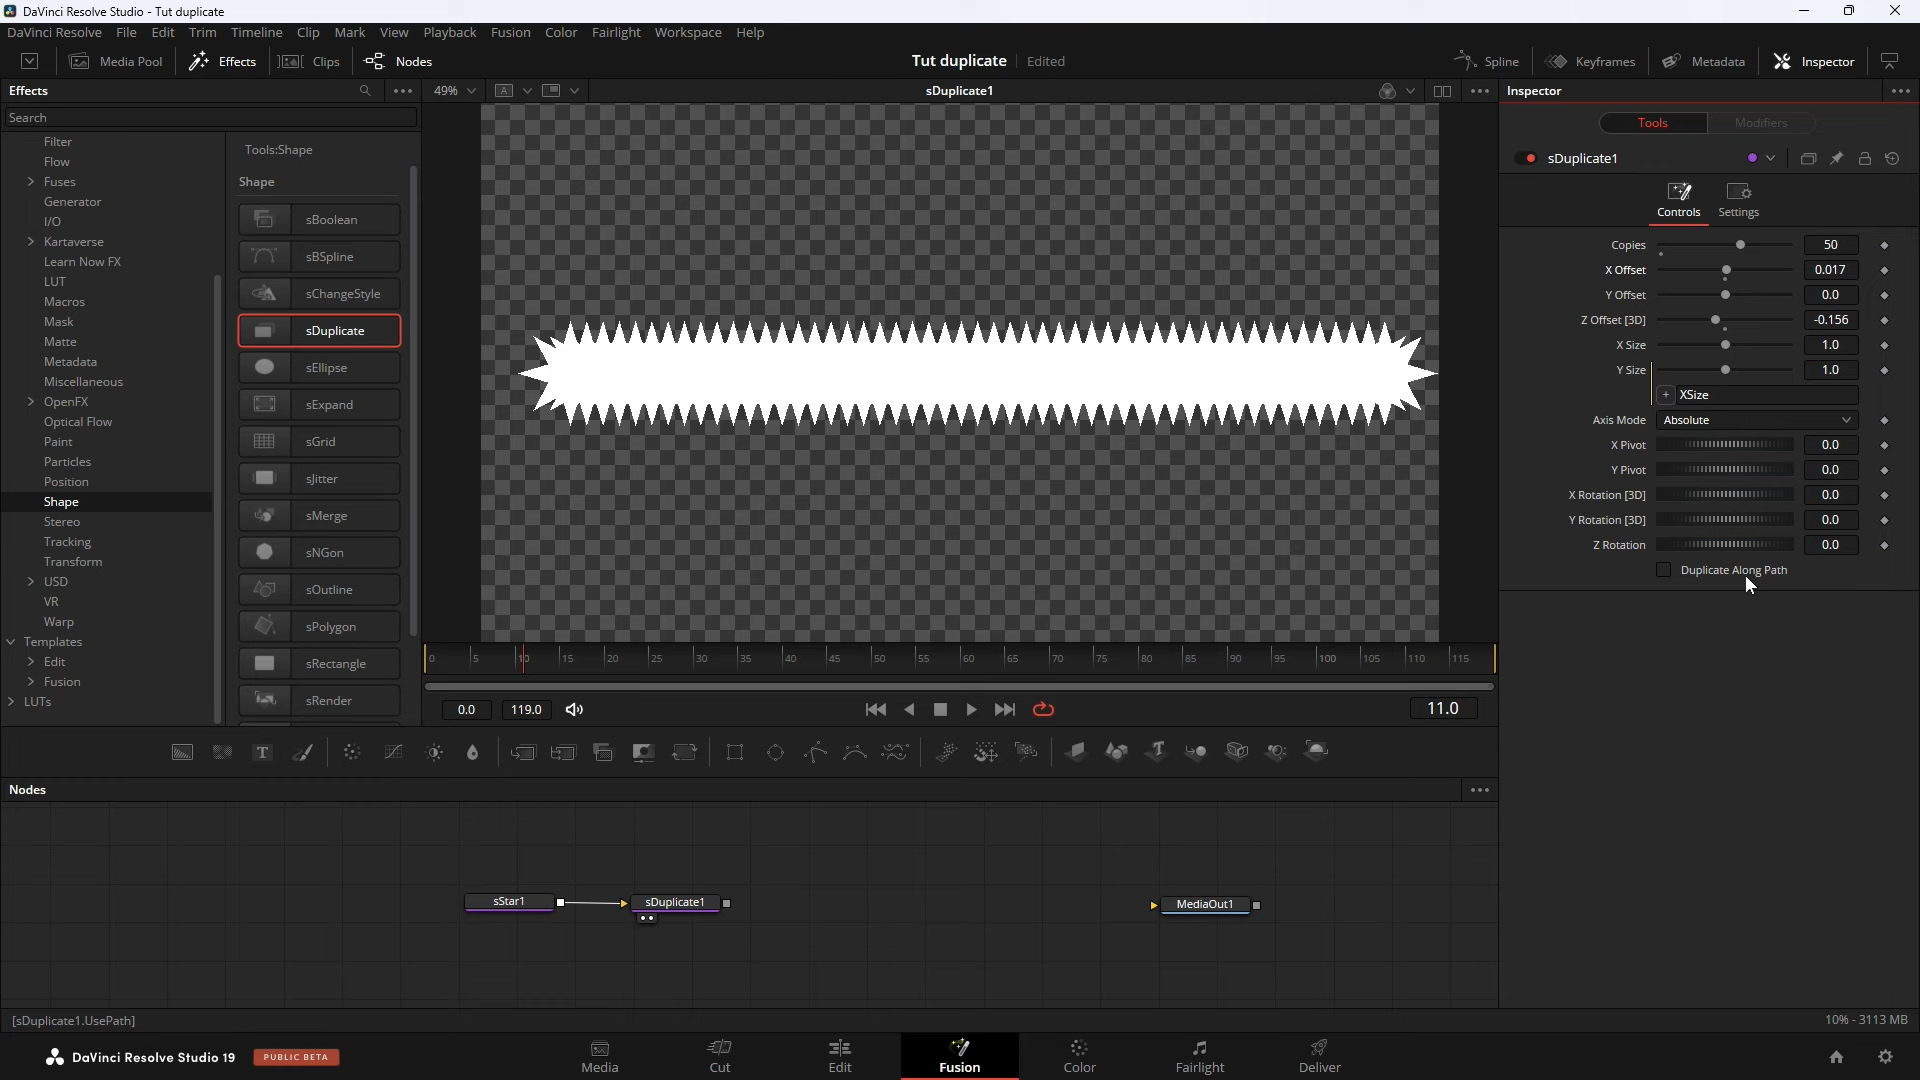 DaVinci Resolve Studio - Tut duplicate
DaVinci Resolve File Edit Trim Timeline Clip Mark View Playback Fusion Color Fairlight Workspace Help
Media Pool Effects Clips Nodes Tut duplicate Edited Spline Keyframes Metadata Inspector
Effects 49% A sDuplicate1 Inspector
Search
Tools Modifiers
sDuplicate1
Controls Settings
Filter
Flow
Fuses
Generator
I/O
Kartaverse
Learn Now FX
LUT
Macros
Mask
Matte
Metadata
Miscellaneous
OpenFX
Optical Flow
Paint
Particles
Position
Shape
Stereo
Tracking
Transform
USD
VR
Warp
Templates
Edit
Fusion
LUTs
Tools:Shape
Shape
sBoolean
sBSpline
sChangeStyle
sDuplicate
sEllipse
sExpand
sGrid
sJitter
sMerge
sNGon
sOutline
sPolygon
sRectangle
sRender
Copies 50
X Offset 0.017
Y Offset 0.0
Z Offset [3D] -0.156
X Size 1.0
Y Size 1.0
+ XSize
Axis Mode Absolute
X Pivot 0.0
Y Pivot 0.0
X Rotation [3D] 0.0
Y Rotation [3D] 0.0
Z Rotation 0.0
Duplicate Along Path
0 5 10 15 20 25 30 35 40 45 50 55 60 65 70 75 80 85 90 95 100 105 110 115
0.0 119.0 11.0
T
T
Nodes
sStar1 sDuplicate1 MediaOut1
[sDuplicate1.UsePath] 10% - 3113 MB
DaVinci Resolve Studio 19 PUBLIC BETA
Media Cut Edit Fusion Color Fairlight Deliver